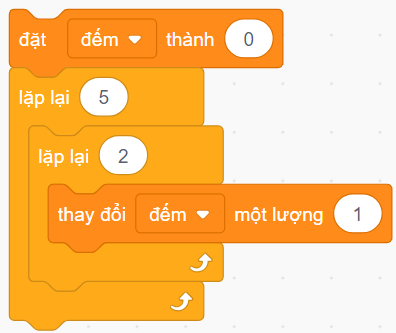 đặt đếm thành 0
lặp lại 5
lặp lại 2
thay đổi đếm một lượng 1